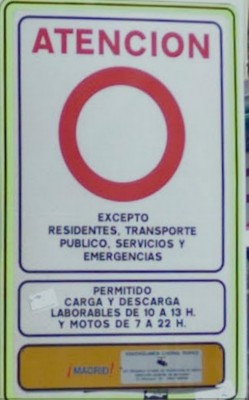 ATENCION
EXCEPTO
RESIDENTES, TRANSPORTE
PUBLICO, SERVICIOS Y
EMERGENCIAS
PERMITIDO
CARGA Y DESCARGA
LABORABLES DE 10 A 13 H.
Y MOTOS DE 7 A 22 H.
¡MADRID!